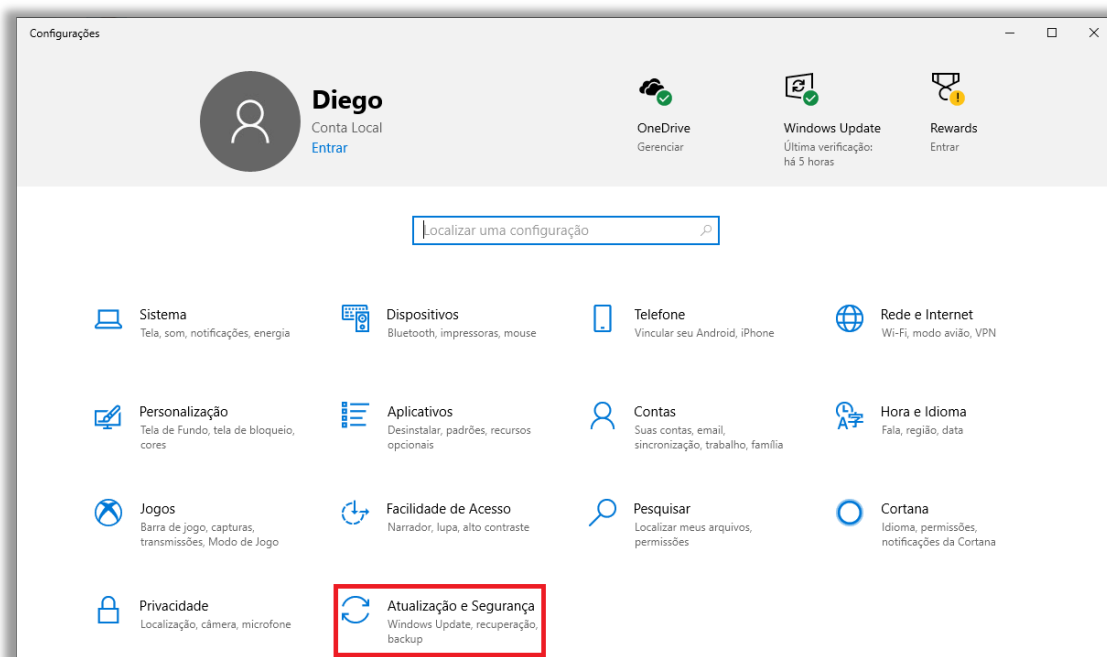 Configurações
Diego
Conta Local
Entrar
OneDrive
Gerenciar
Windows Update
Última verificação:
há 5 horas
Rewards
Entrar
Localizar uma configuração
Sistema
Tela, som, notificações, energia
Dispositivos
Bluetooth, impressoras, mouse
Telefone
Vincular seu Android, iPhone
Rede e Internet
Wi-Fi, modo avião, VPN
Personalização
Tela de Fundo, tela de bloqueio,
cores
Aplicativos
Desinstalar, padrões, recursos
opcionais
Contas
Suas contas, email,
sincronização, trabalho, família
Hora e Idioma
Fala, região, data
Jogos
Barra de jogo, capturas,
transmissões, Modo de Jogo
Facilidade de Acesso
Narrador, lupa, alto contraste
Pesquisar
Localizar meus arquivos,
permissões
Cortana
Idioma, permissões,
notificações da Cortana
Privacidade
Localização, câmera, microfone
Atualização e Segurança
Windows Update, recuperação,
backup